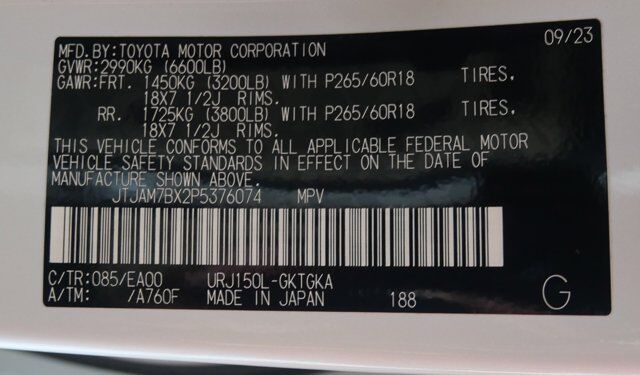 09/23
MFD.BY:TOYOTA MOTOR CORPORATION
GVWR:2990KG (6600LB)
GAWR:FRT. 1450KG (3200LB) WITH P265/60R18 TIRES,
18X7 1/2J RIMS.
RR. 1725KG (3800LB) WITH P265/60R18 TIRES,
18X7 1/2J RIMS.
THIS VEHICLE CONFORMS TO ALL APPLICABLE FEDERAL MOTOR
VEHICLE SAFETY STANDARDS IN EFFECT ON THE DATE OF
MANUFACTURE SHOWN ABOVE.
JTJAM7BX2P5376074 MPV
C/TR:085/EA00 URJ150L-GKTGKA
A/TM: /A760F MADE IN JAPAN 188 G